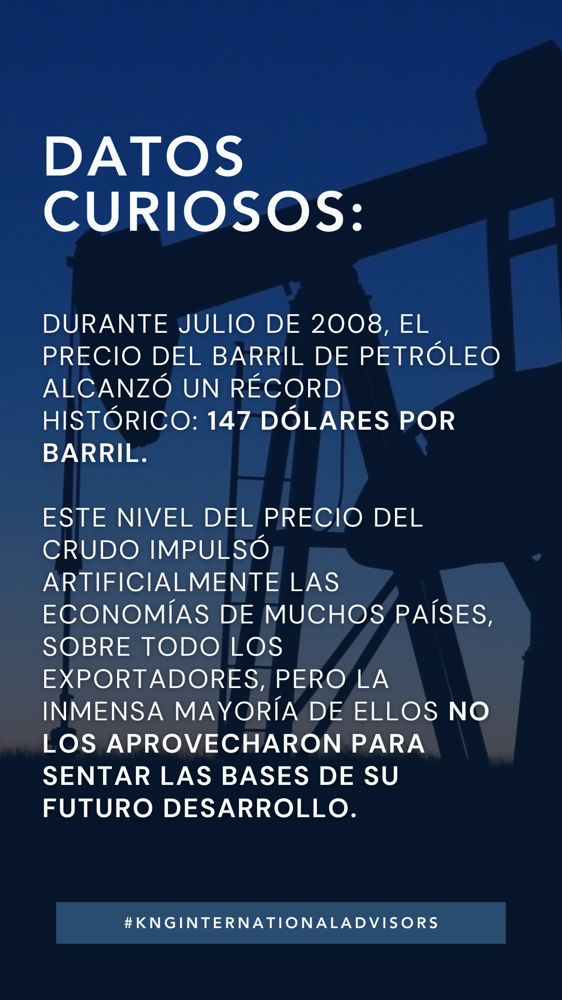 DATOS
CURIOSOS:
DURANTE JULIO DE 2008, EL
PRECIO DEL BARRIL DE PETRÓLEO
ALCANZÓ UN RÉCORD
HISTÓRICO: 147 DÓLARES POR
BARRIL.
ESTE NIVEL DEL PRECIO DEL
CRUDO IMPULSÓ
ARTIFICIALMENTE LAS
ECONOMÍAS DE MUCHOS PAÍSES,
SOBRE TODO LOS
EXPORTADORES, PERO LA
INMENSA MAYORÍA DE ELLOS NO
LOS APROVECHARON PARA
SENTAR LAS BASES DE SU
FUTURO DESARROLLO.
#KNGINTERNATIONALADVISORS